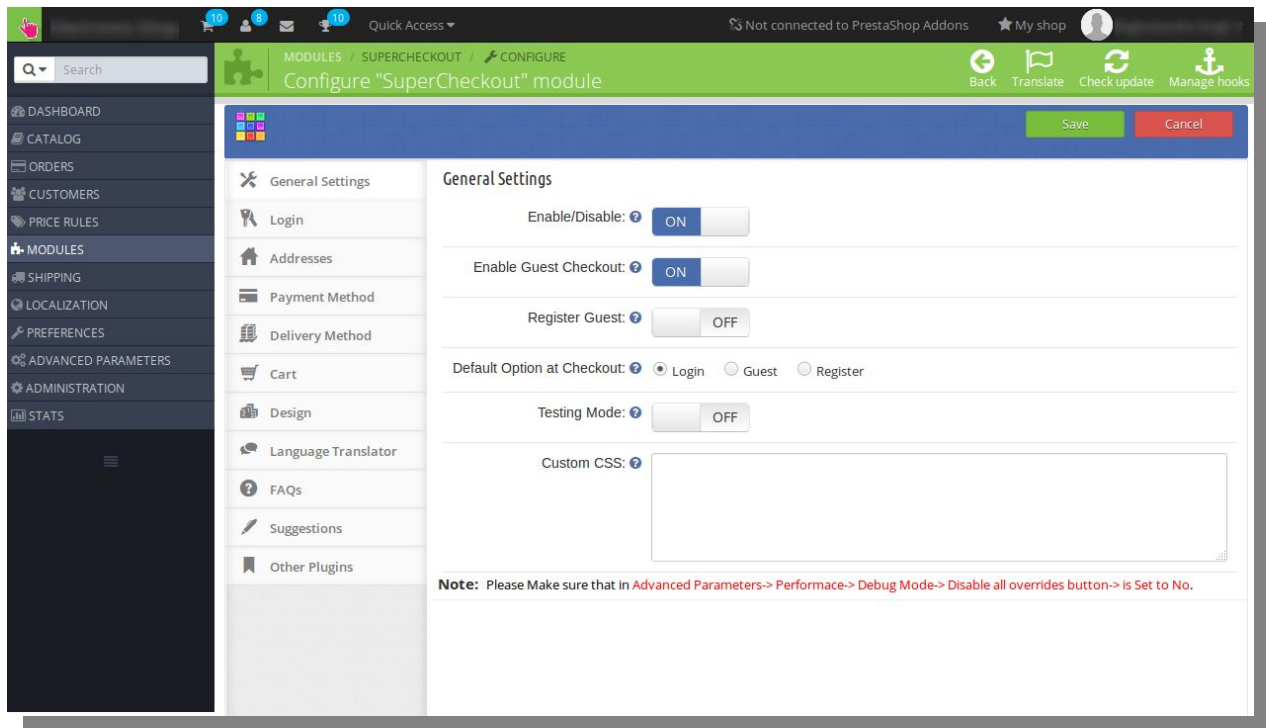 10 8 10 Quick Access Not connected to PrestaShop Addons My shop
Search
MODULES / SUPERCHECKOUT / CONFIGURE
Configure "SuperCheckout" module
Back Translate Check update Manage hooks
DASHBOARD
CATALOG
ORDERS
CUSTOMERS
PRICE RULES
MODULES
SHIPPING
LOCALIZATION
PREFERENCES
ADVANCED PARAMETERS
ADMINISTRATION
STATS
Save Cancel
General Settings
Login
Addresses
Payment Method
Delivery Method
Cart
Design
Language Translator
FAQs
Suggestions
Other Plugins
General Settings
Enable/Disable: ? ON
Enable Guest Checkout: ? ON
Register Guest: ? OFF
Default Option at Checkout: ? Login Guest Register
Testing Mode: ? OFF
Custom CSS: ?
Note: Please Make sure that in Advanced Parameters-> Performace-> Debug Mode-> Disable all overrides button-> is Set to No.